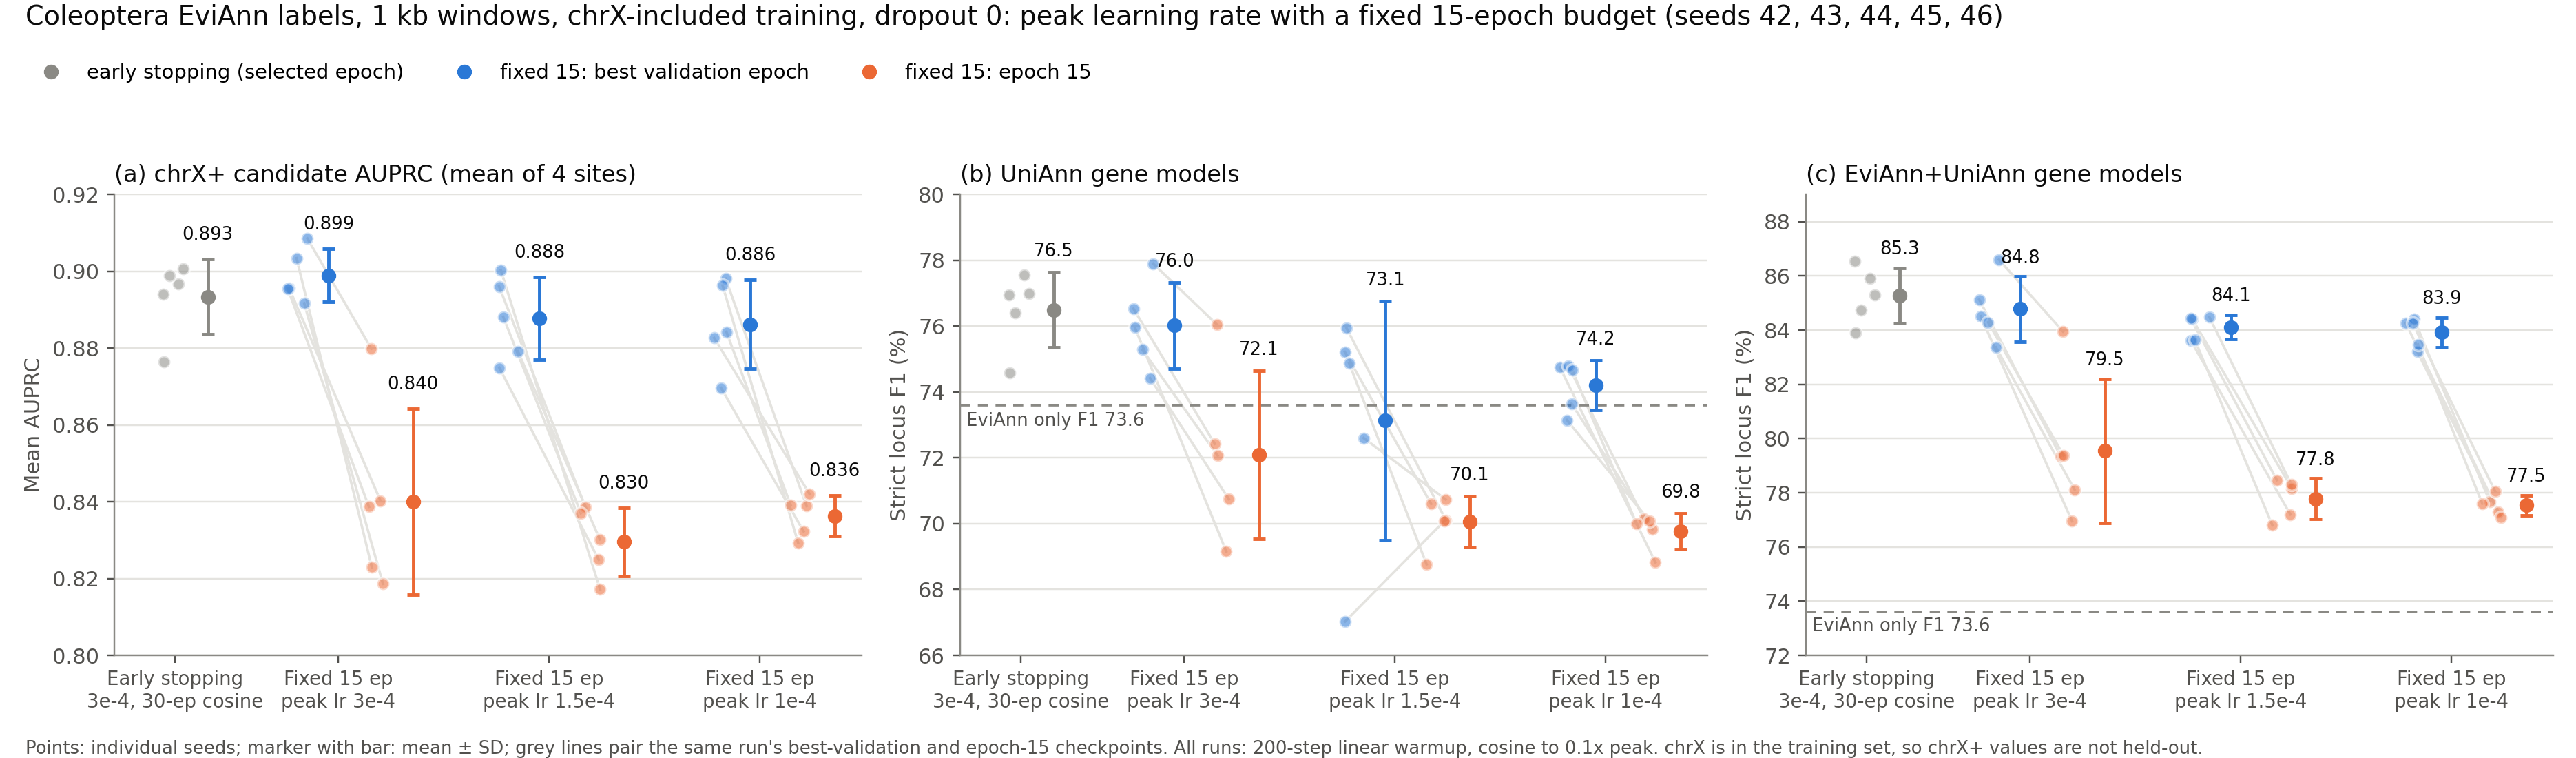 Coleoptera EviAnn labels, 1 kb windows, chrX-included training, dropout 0: peak learning rate with a fixed 15-epoch budget (seeds 42, 43, 44, 45, 46)
early stopping (selected epoch)
fixed 15: best validation epoch
fixed 15: epoch 15
(a) chrX+ candidate AUPRC (mean of 4 sites)
Mean AUPRC
0.92
0.90
0.88
0.86
0.84
0.82
0.80
0.893
0.899
0.840
0.888
0.830
0.886
0.836
Early stopping
3e-4, 30-ep cosine
Fixed 15 ep
peak lr 3e-4
Fixed 15 ep
peak lr 1.5e-4
Fixed 15 ep
peak lr 1e-4
(b) UniAnn gene models
Strict locus F1 (%)
80
78
76
74
72
70
68
66
76.5
76.0
72.1
73.1
70.1
74.2
69.8
EviAnn only F1 73.6
Early stopping
3e-4, 30-ep cosine
Fixed 15 ep
peak lr 3e-4
Fixed 15 ep
peak lr 1.5e-4
Fixed 15 ep
peak lr 1e-4
(c) EviAnn+UniAnn gene models
Strict locus F1 (%)
88
86
84
82
80
78
76
74
72
85.3
84.8
79.5
84.1
77.8
83.9
77.5
EviAnn only F1 73.6
Early stopping
3e-4, 30-ep cosine
Fixed 15 ep
peak lr 3e-4
Fixed 15 ep
peak lr 1.5e-4
Fixed 15 ep
peak lr 1e-4
Points: individual seeds; marker with bar: mean ± SD; grey lines pair the same run's best-validation and epoch-15 checkpoints. All runs: 200-step linear warmup, cosine to 0.1x peak. chrX is in the training set, so chrX+ values are not held-out.